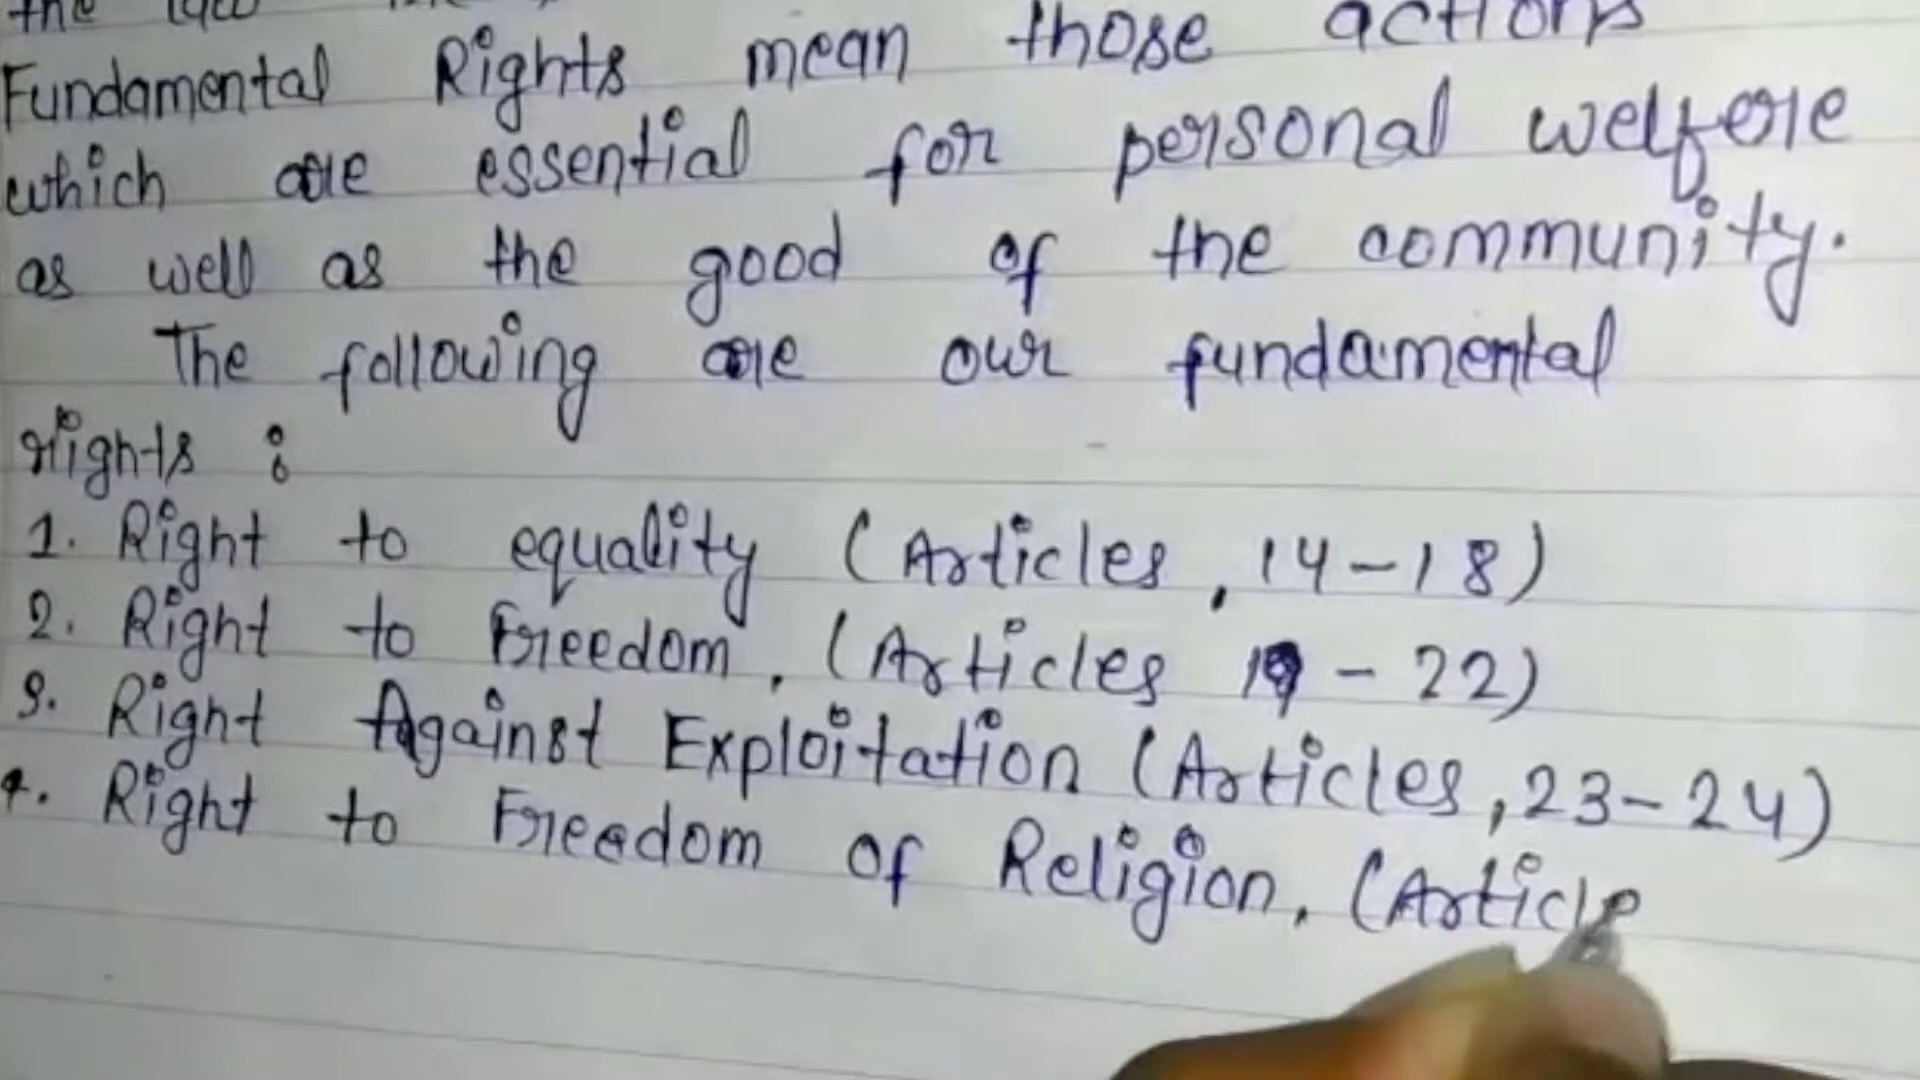 the
Fundamental Rights mean those actions
which are essential for personal welfere
as well as the good of the community.
The following are our fundamental
rights :
1. Right to equality (Articles, 14-18)
2. Right to Freedom. (Articles 19 - 22)
3. Right Against Exploitation (Articles, 23-24)
4. Right to Freedom of Religion. (Article